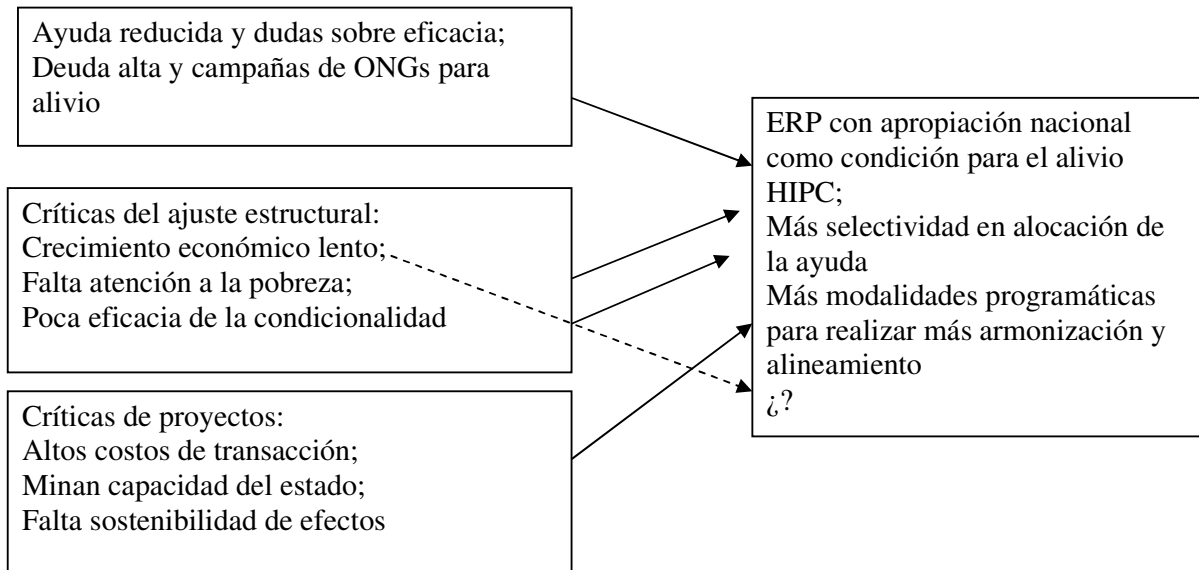 Ayuda reducida y dudas sobre eficacia;
Deuda alta y campañas de ONGs para
alivio
Críticas del ajuste estructural:
Crecimiento económico lento;
Falta atención a la pobreza;
Poca eficacia de la condicionalidad
Críticas de proyectos:
Altos costos de transacción;
Minan capacidad del estado;
Falta sostenibilidad de efectos
ERP con apropiación nacional
como condición para el alivio
HIPC;
Más selectividad en alocación de
la ayuda
Más modalidades programáticas
para realizar más armonización y
alineamiento
¿?